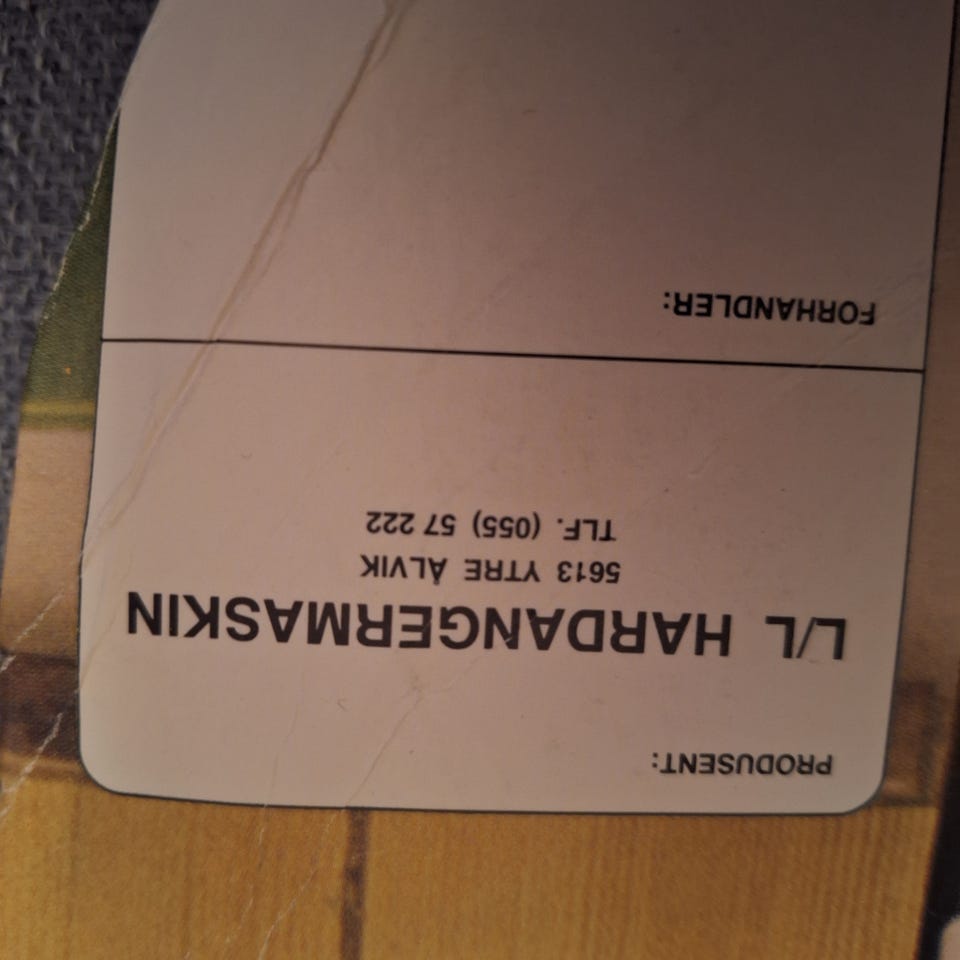 PRODUSENT:
L/L HARDANGERMASKIN
5613 YTRE ÅLVIK
TLF. (055) 57 222
FORHANDLER: